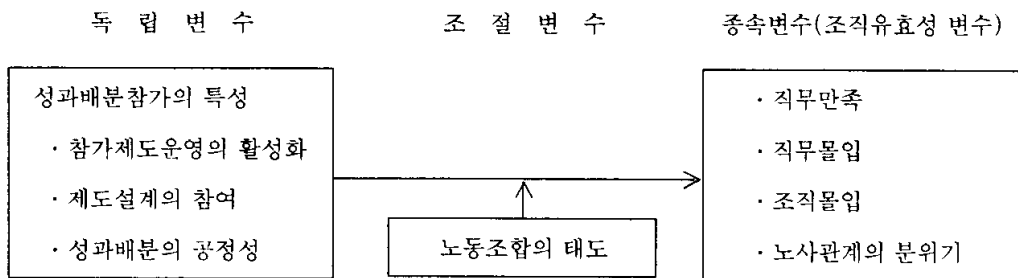 독 립 변 수
조 절 변 수
종속변수(조직유효성 변수)
성과배분참가의 특성
· 참가제도운영의 활성화
· 제도설계의 참여
· 성과배분의 공정성
노동조합의 태도
· 직무만족
· 직무몰입
· 조직몰입
· 노사관계의 분위기